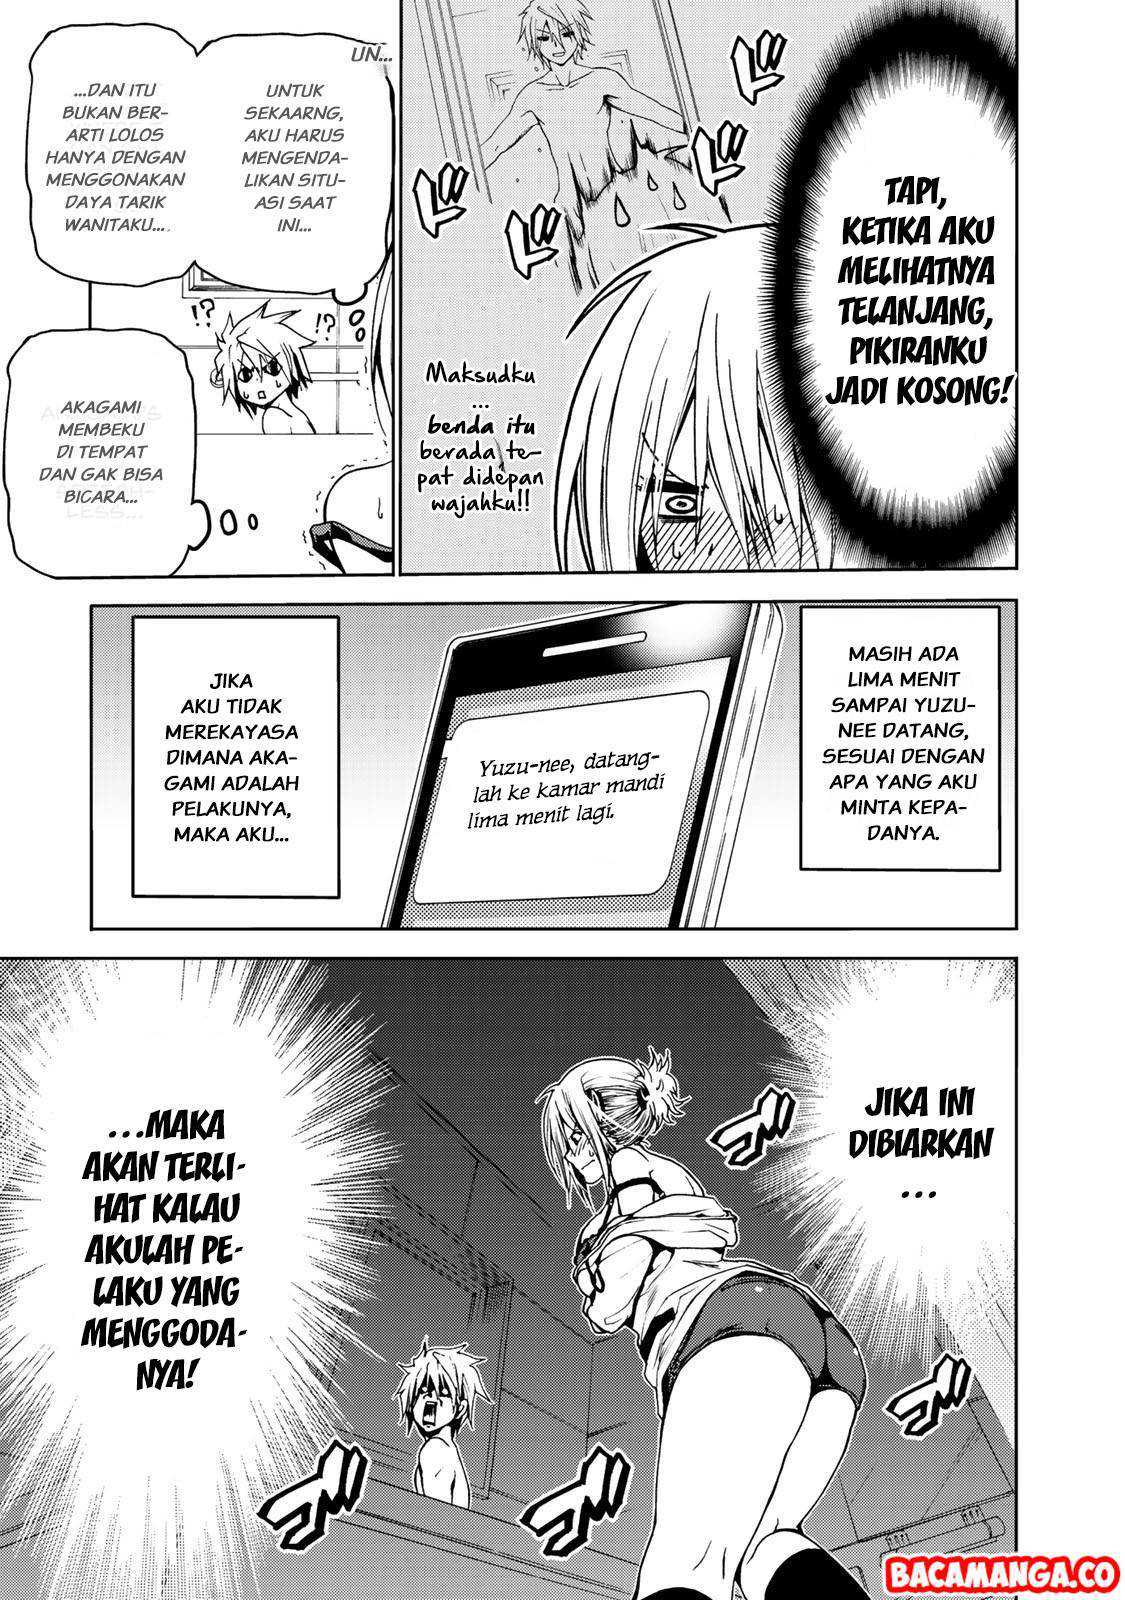 TAPI,
KETIKA AKU
MELIHATNYA
TELANJANG,
PIKIRANKU
JADI KOSONG!
Maksudku
...
benda itu
berada te-
pat didepan
wajahku!!
UN...
UNTUK
SEKAARNG,
AKU HARUS
MENGENDA-
LIKAN SITU-
ASI SAAT
INI...
...DAN ITU
BUKAN BER-
ARTI LOLOS
HANYA DENGAN
MENGGONAKAN
DAYA TARIK
WANITAKU...
!?
!?
AKAGAMI
MEMBEKU
DI TEMPAT
DAN GAK BISA
BICARA...
MASIH ADA
LIMA MENIT
SAMPAI YUZU-
NEE DATANG,
SESUAI DENGAN
APA YANG AKU
MINTA KEPA-
DANYA.
Yuzu-nee, datang-
lah ke kamar mandi
lima menit lagi.
JIKA
AKU TIDAK
MEREKAYASA
DIMANA AKA-
GAMI ADALAH
PELAKUNYA,
MAKA AKU...
JIKA INI
DIBIARKAN
...
...MAKA
AKAN TERLI-
HAT KALAU
AKULAH PE-
LAKU YANG
MENGGODA-
NYA!
BACAMANGA.CO